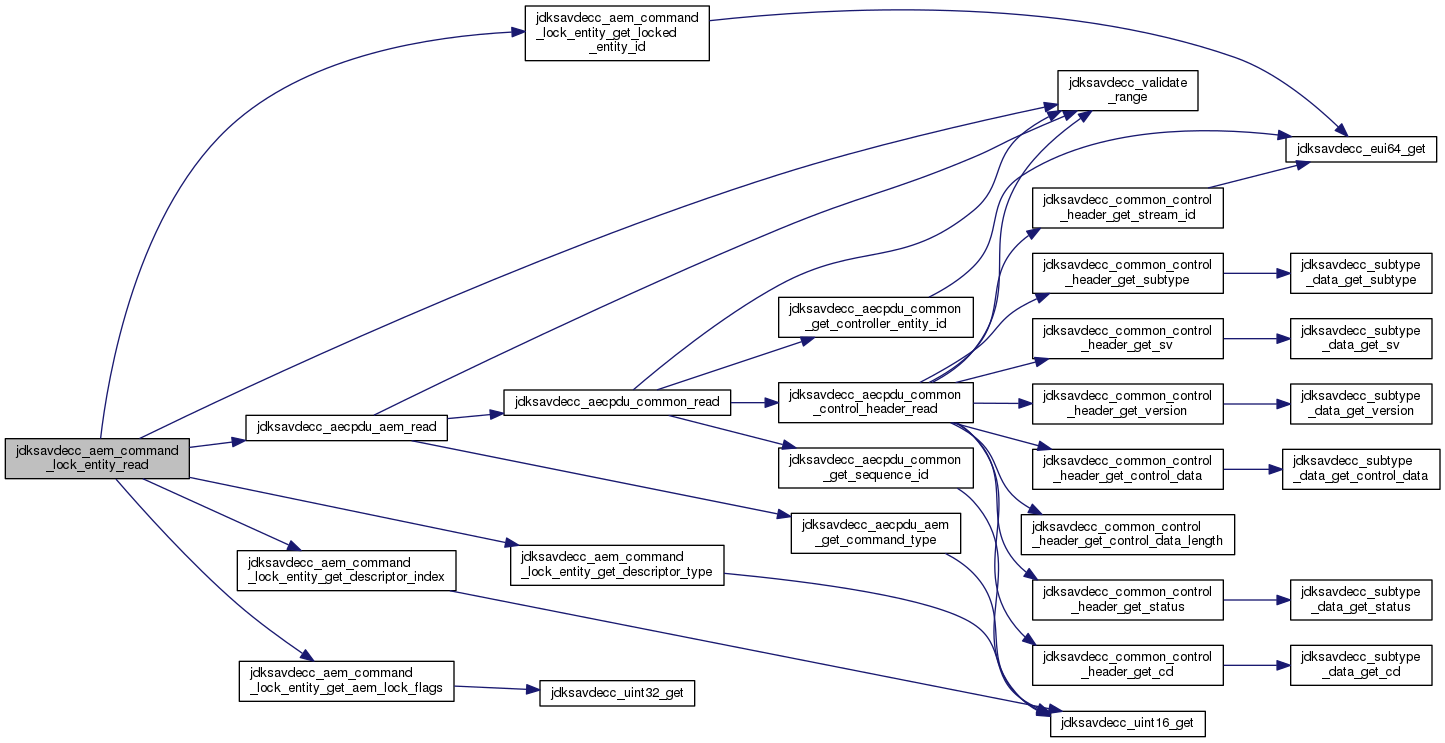 jdksavdecc_aem_command
_lock_entity_read
jdksavdecc_aem_command
_lock_entity_get_locked
_entity_id
jdksavdecc_validate
_range
jdksavdecc_eui64_get
jdksavdecc_aecpdu_aem_read
jdksavdecc_aecpdu_common_read
jdksavdecc_aecpdu_common
_get_controller_entity_id
jdksavdecc_aecpdu_common
_control_header_read
jdksavdecc_aecpdu_common
_get_sequence_id
jdksavdecc_aecpdu_aem
_get_command_type
jdksavdecc_common_control
_header_get_stream_id
jdksavdecc_common_control
_header_get_subtype
jdksavdecc_subtype
_data_get_subtype
jdksavdecc_common_control
_header_get_sv
jdksavdecc_subtype
_data_get_sv
jdksavdecc_common_control
_header_get_version
jdksavdecc_subtype
_data_get_version
jdksavdecc_common_control
_header_get_control_data
jdksavdecc_subtype
_data_get_control_data
jdksavdecc_common_control
_header_get_control_data_length
jdksavdecc_common_control
_header_get_status
jdksavdecc_subtype
_data_get_status
jdksavdecc_common_control
_header_get_cd
jdksavdecc_subtype
_data_get_cd
jdksavdecc_aem_command
_lock_entity_get_descriptor_index
jdksavdecc_aem_command
_lock_entity_get_descriptor_type
jdksavdecc_aem_command
_lock_entity_get_aem_lock_flags
jdksavdecc_uint32_get
jdksavdecc_uint16_get